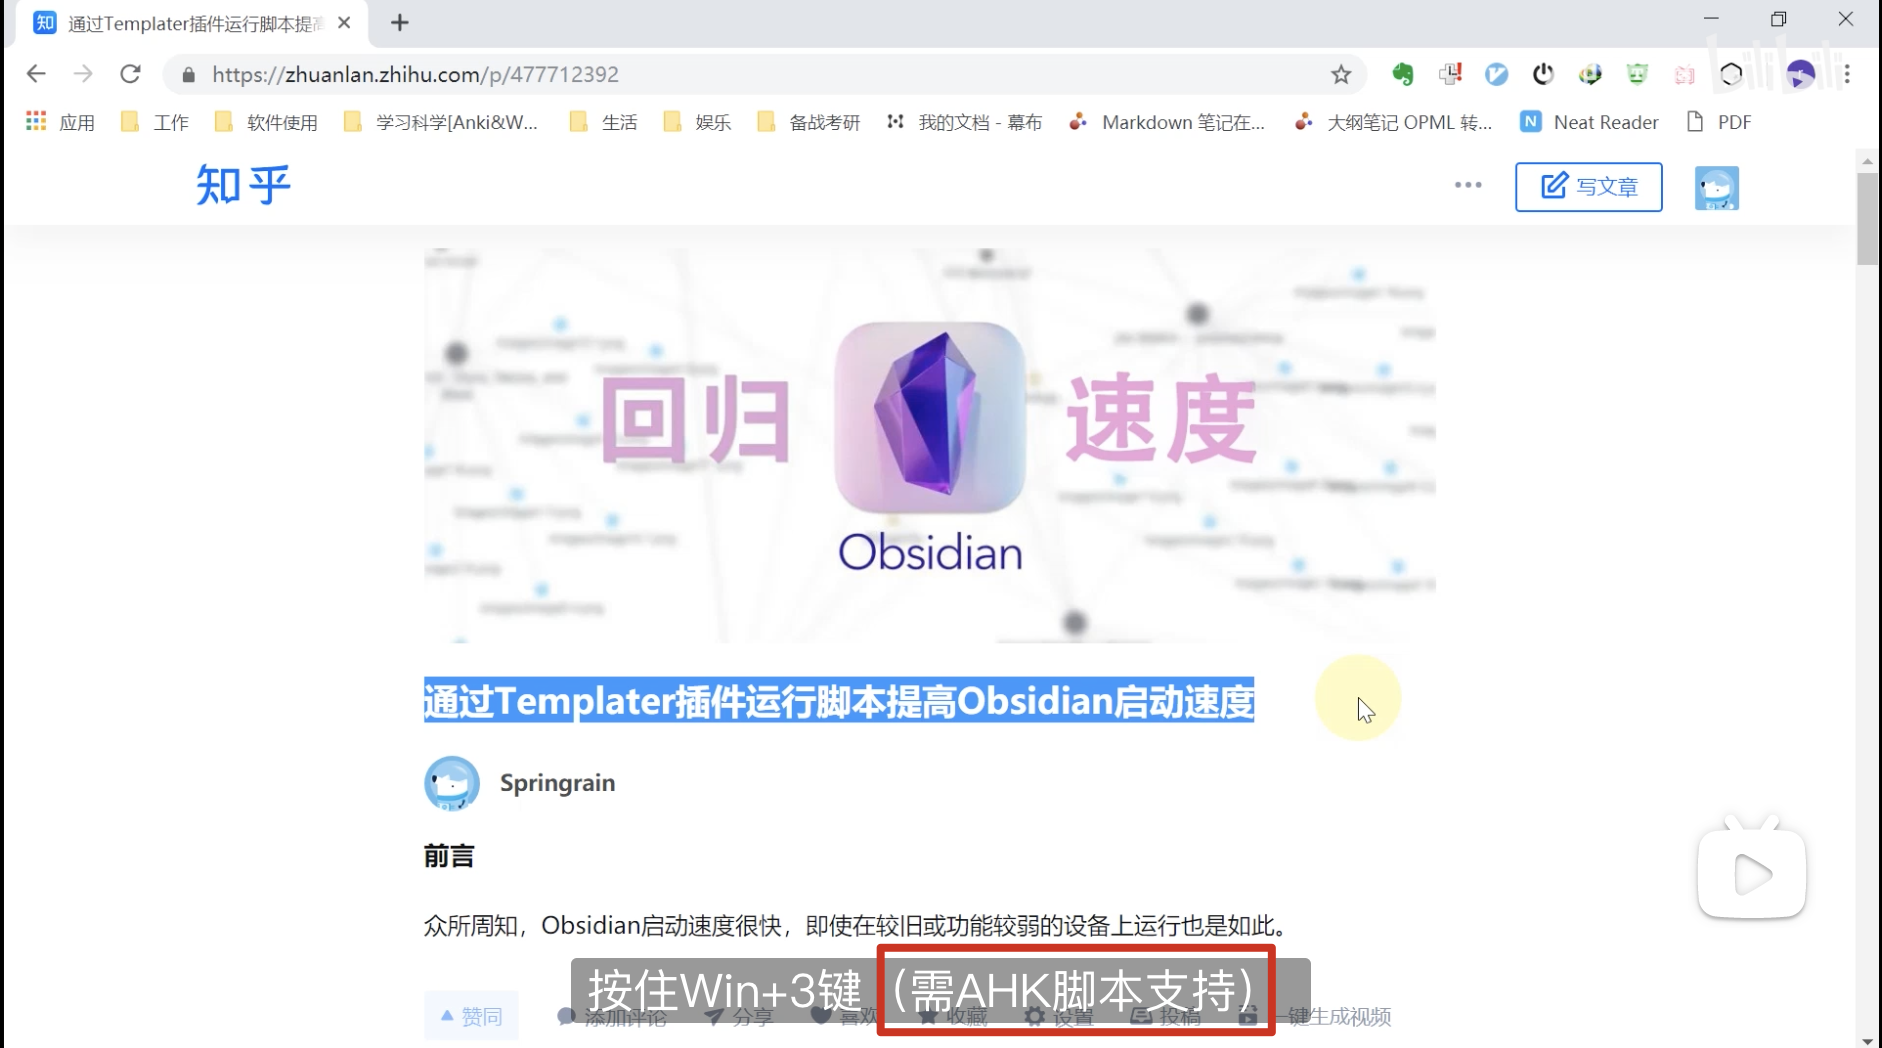 通过Templater插件运行脚本提高
bilibili
https://zhuanlan.zhihu.com/p/477712392
应用 工作 软件使用 学习科学[Anki&W... 生活 娱乐 备战考研 我的文档 - 幕布 Markdown 笔记在... 大纲笔记 OPML 转... Neat Reader PDF
知乎
写文章
回归 速度
Obsidian
通过Templater插件运行脚本提高Obsidian启动速度
Springrain
前言
众所周知，Obsidian启动速度很快，即使在较旧或功能较弱的设备上运行也是如此。
按住Win+3键（需AHK脚本支持）
赞同 添加评论 分享 喜欢 收藏 设置 投稿 一键生成视频